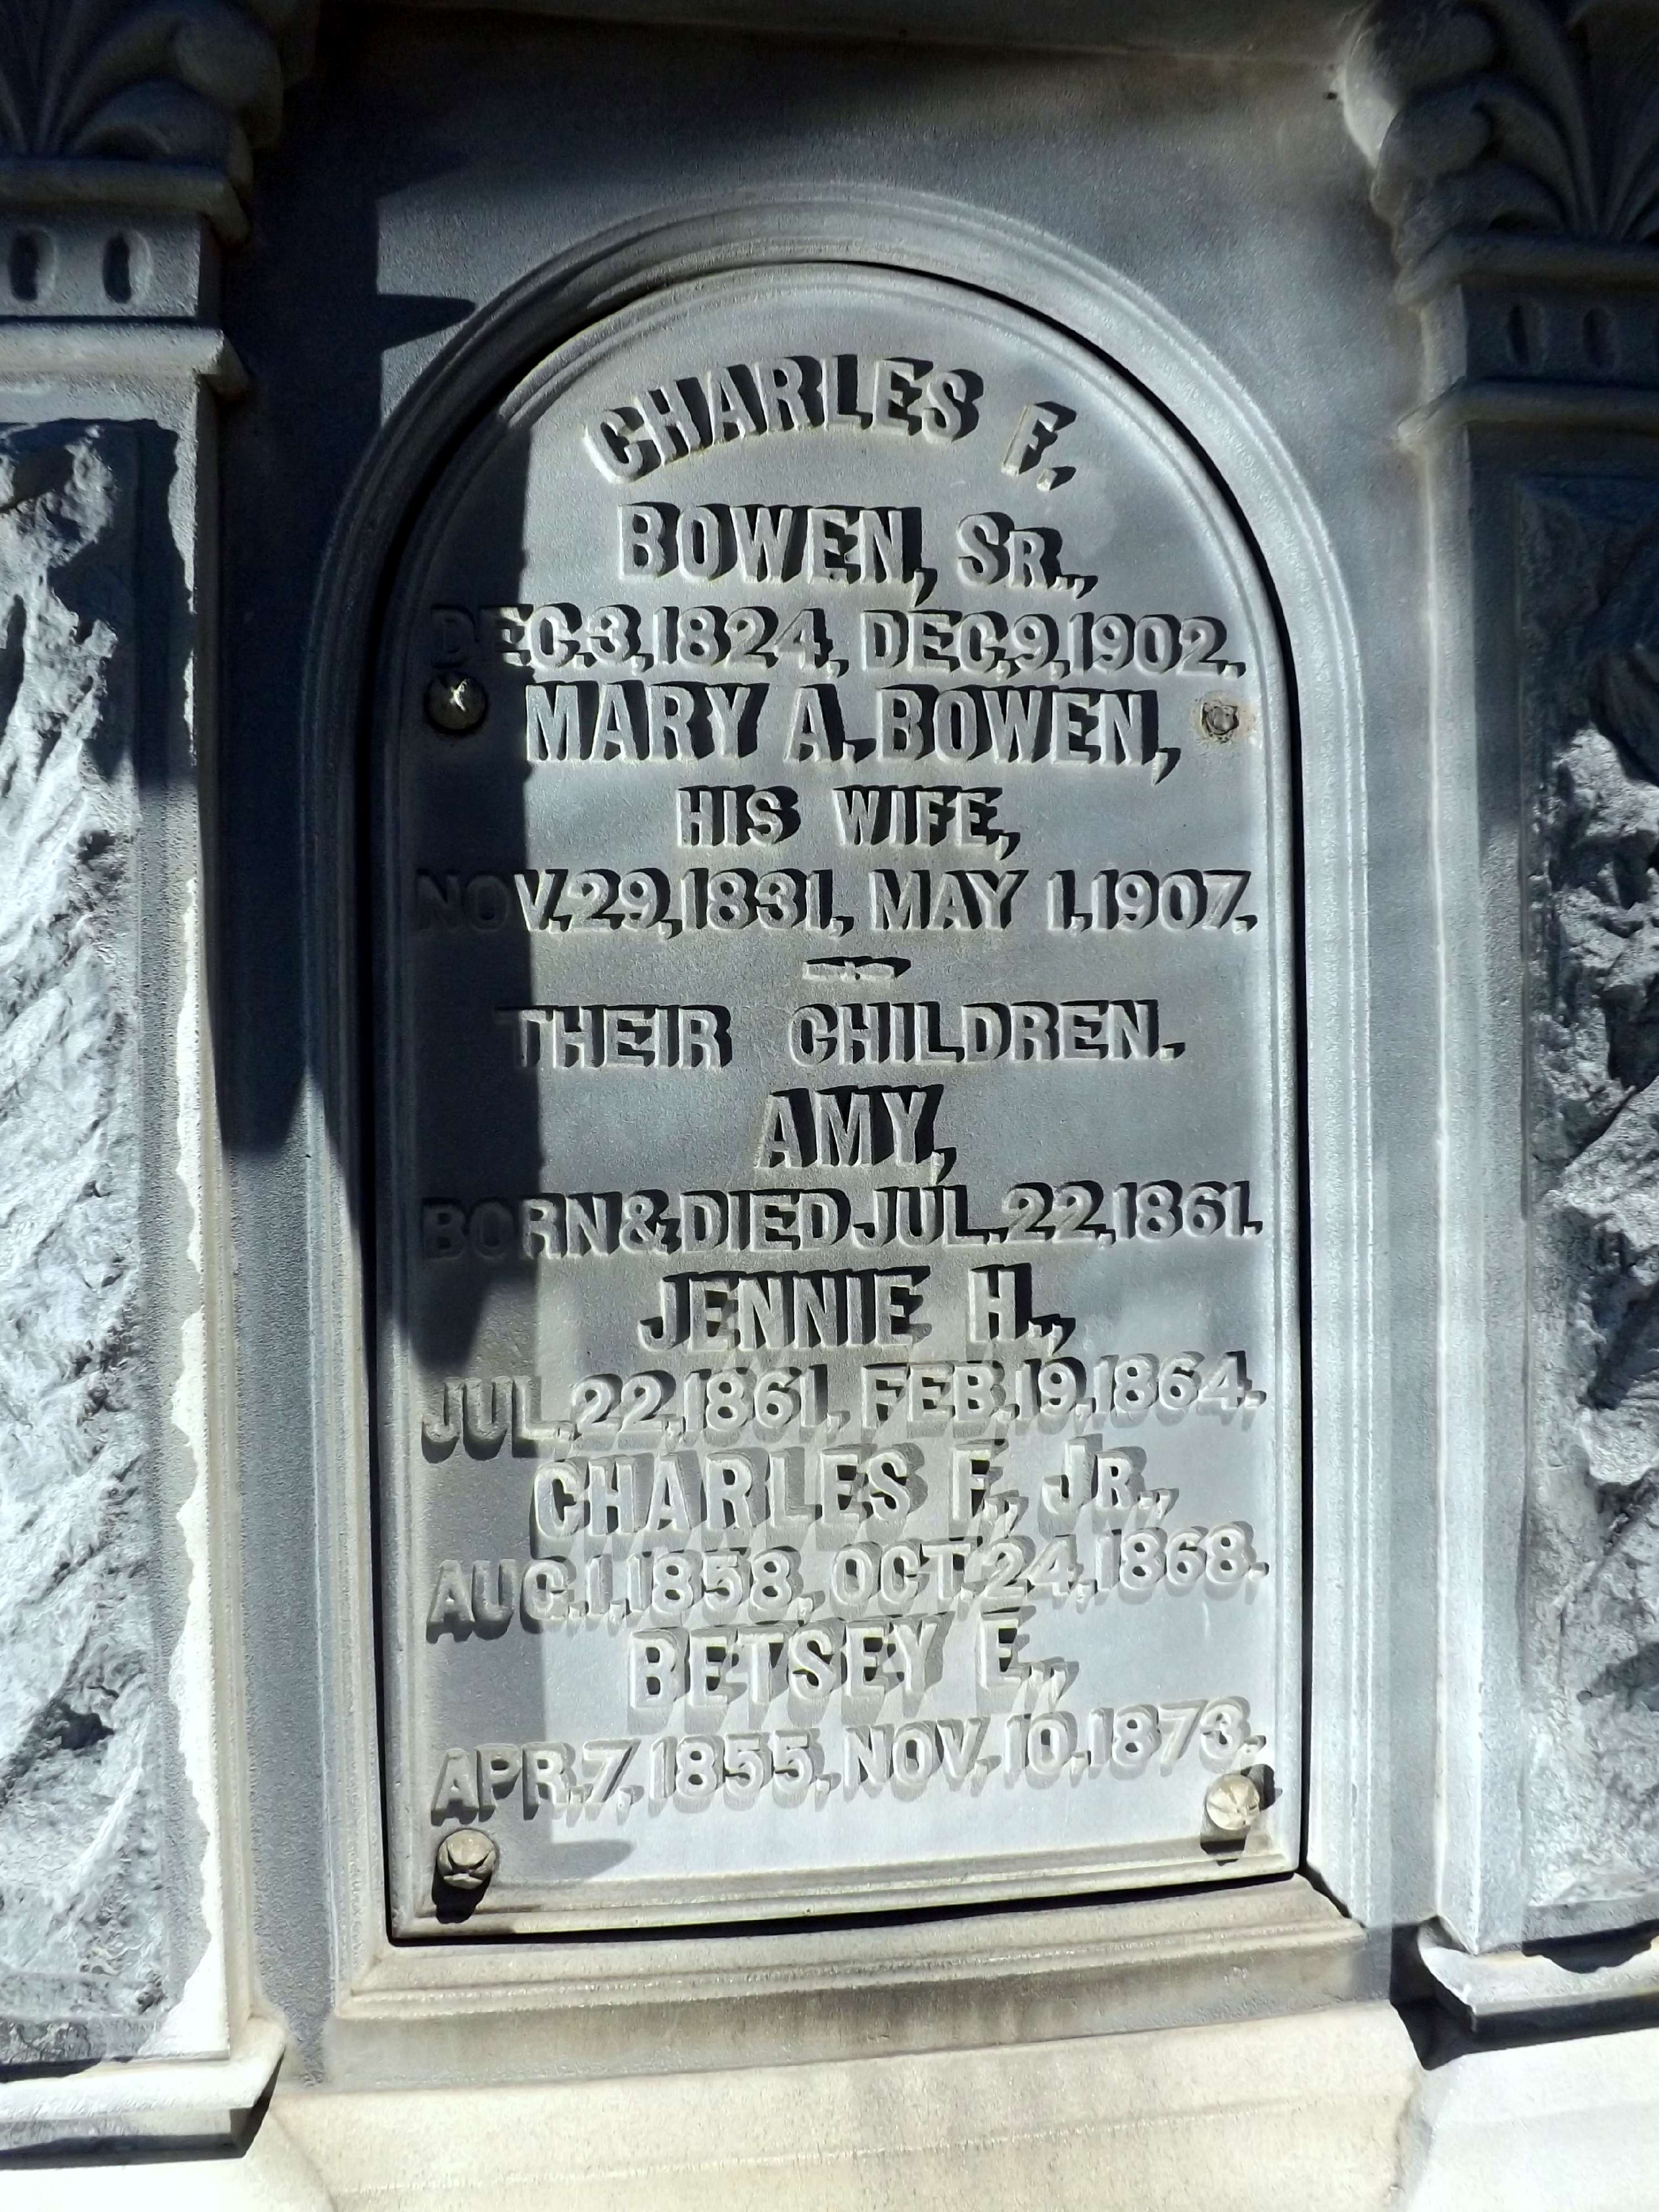 CHARLES F.
BOWEN, SR.,
DEC.3,1824, DEC.9,1902.
MARY A. BOWEN,
HIS WIFE,
NOV.29,1831, MAY 1,1907.
THEIR CHILDREN.
AMY,
BORN & DIED JUL.22,1861.
JENNIE H.,
JUL.22,1861, FEB.19,1864.
CHARLES F., JR.,
AUG.1,1858, OCT.24,1868.
BETSEY E.,
APR.7,1855, NOV.10,1873.